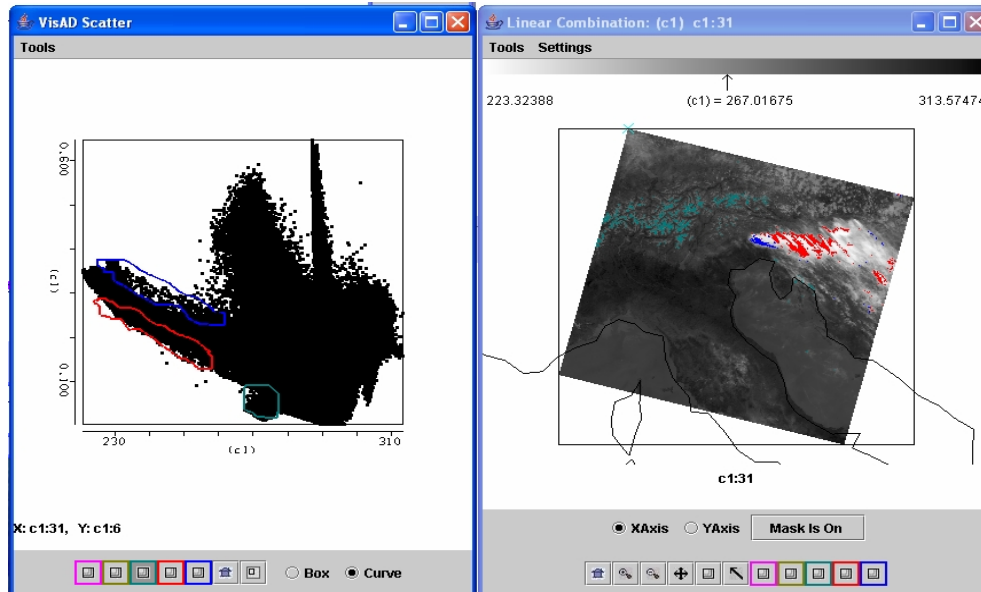 VisAD Scatter
Tools
0.600
(c1)
0.100
230
310
(c1)
X: c1:31, Y: c1:6
Box
Curve
Linear Combination: (c1) c1:31
Tools Settings
223.32388
(c1) = 267.01675
313.57474
c1:31
XAxis
YAxis
Mask Is On